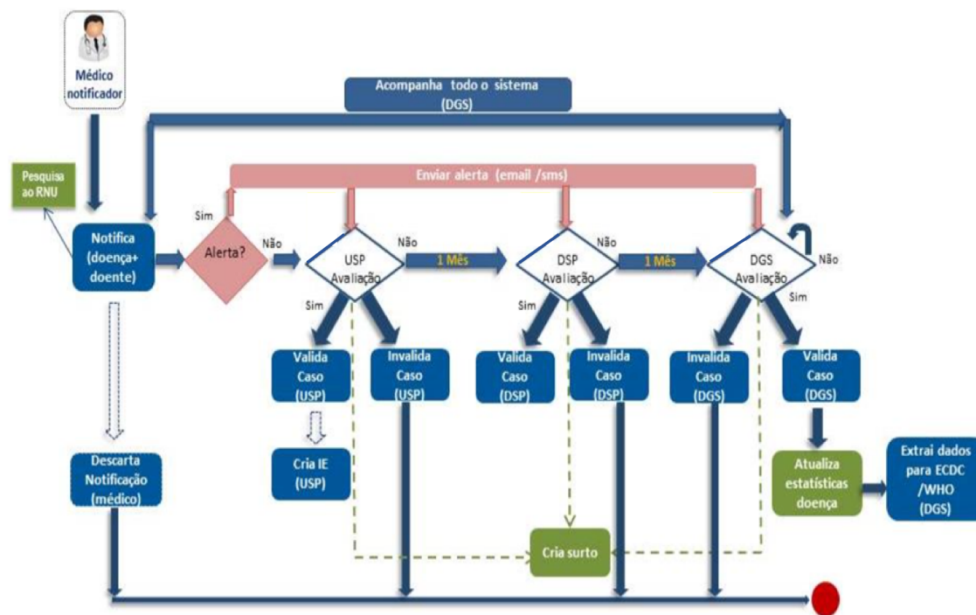 Médico
notificador
Acompanha todo o sistema
(DGS)
Pesquisa
ao RNU
Enviar alerta (email /sms)
Notifica
(doença+
doente)
Sim
Alerta?
Não
USP
Avaliação
Não
1 Mês
Sim
DSP
Avaliação
Não
1 Mês
Sim
DGS
Avaliação
Não
Sim
Valida
Caso
(USP)
Invalida
Caso
(USP)
Valida
Caso
(DSP)
Invalida
Caso
(DSP)
Invalida
Caso
(DGS)
Valida
Caso
(DGS)
Descarta
Notificação
(médico)
Cria IE
(USP)
Atualiza
estatísticas
doença
Extrai dados
para ECDC
/WHO
(DGS)
Cria surto